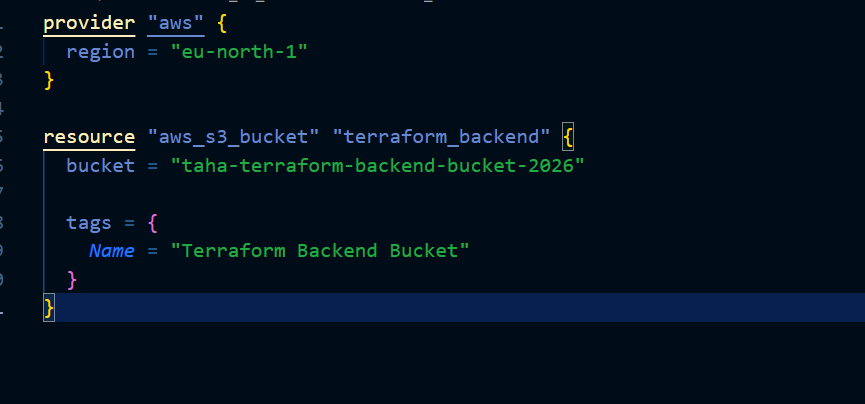 provider "aws" {
  region = "eu-north-1"
}

resource "aws_s3_bucket" "terraform_backend" {
  bucket = "taha-terraform-backend-bucket-2026"

  tags = {
    Name = "Terraform Backend Bucket"
  }
}